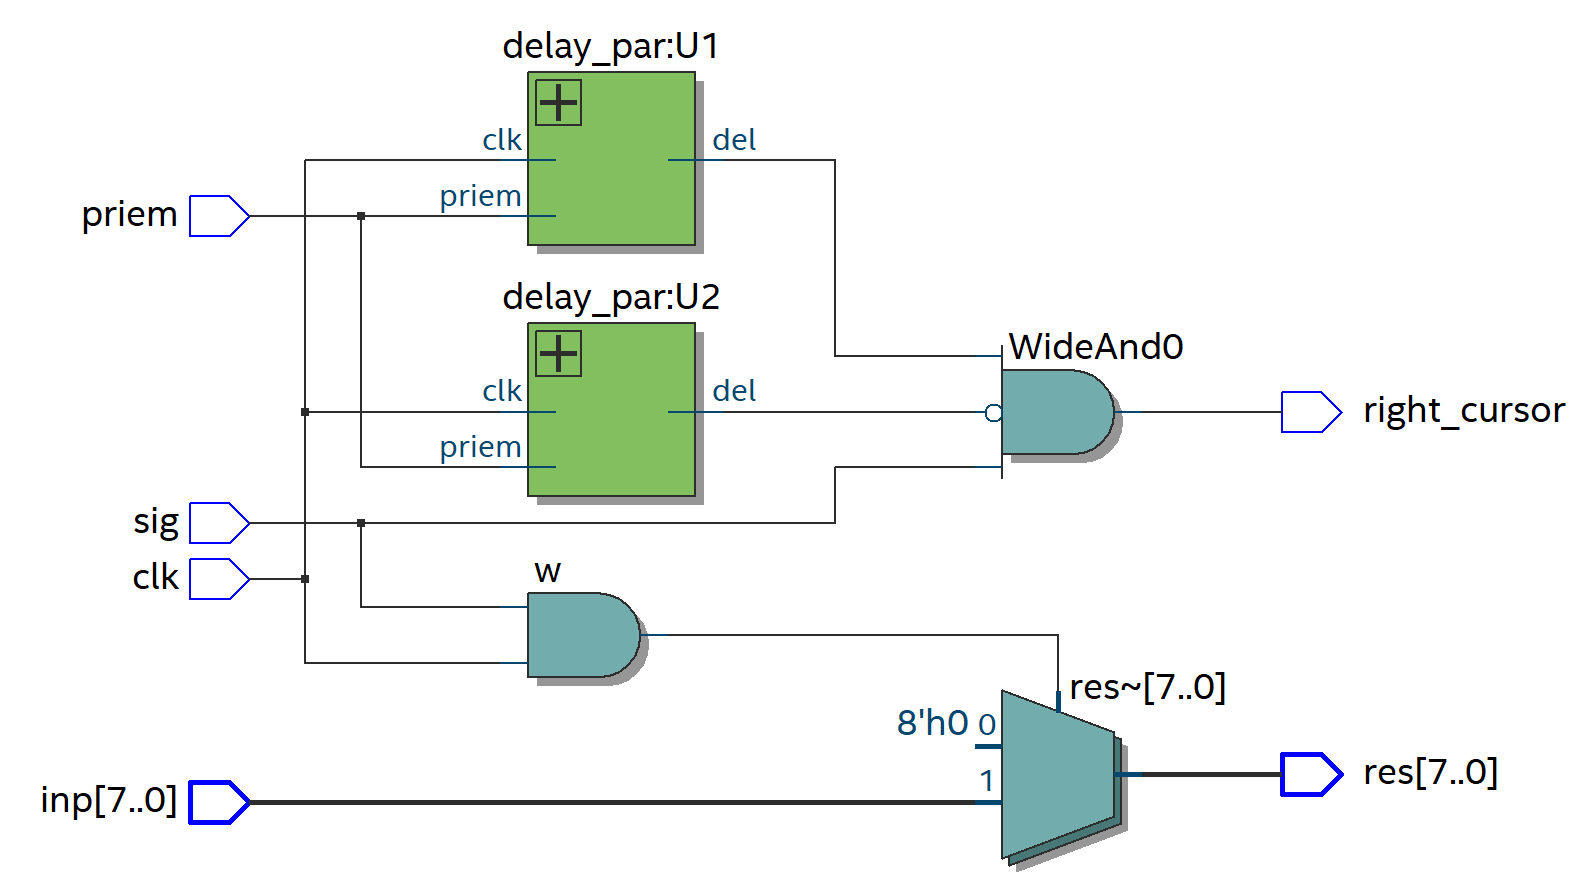 delay_par:U1
clk
del
priem
priem
delay_par:U2
clk
del
priem
WideAnd0
right_cursor
sig
clk
w
res~[7..0]
8'h0 0
1
inp[7..0]
res[7..0]